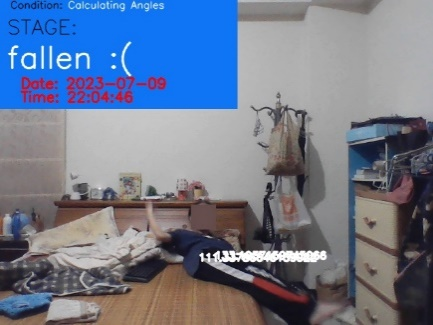 Condition: Calculating Angles
STAGE:
fallen :(
Date: 2023-07-09
Time: 22:04:46